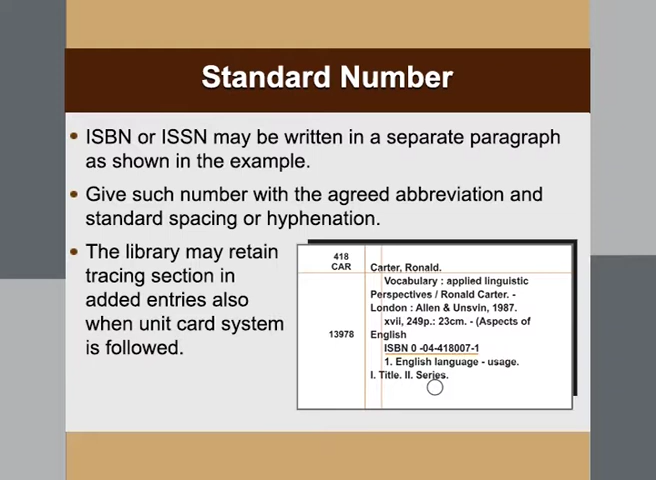 Standard Number
• ISBN or ISSN may be written in a separate paragraph
as shown in the example.
• Give such number with the agreed abbreviation and
standard spacing or hyphenation.
• The library may retain
tracing section in
added entries also
when unit card system
is followed.
418
CAR
Carter, Ronald.
Vocabulary : applied linguistic
Perspectives / Ronald Carter. -
London : Allen & Unsvin, 1987.
xvii, 249p.: 23cm. - (Aspects of
13978
English
ISBN 0 -04-418007-1
1. English language - usage.
I. Title. II. Series.